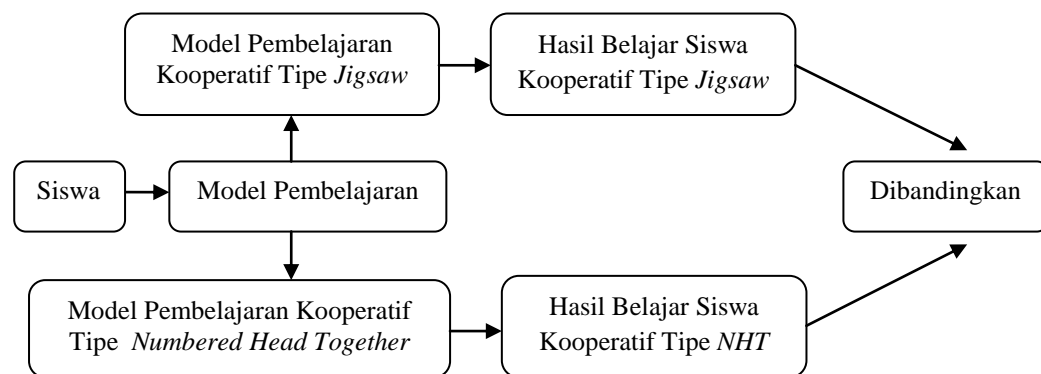 Model Pembelajaran
Kooperatif Tipe Jigsaw
Hasil Belajar Siswa
Kooperatif Tipe Jigsaw
Siswa
Model Pembelajaran
Dibandingkan
Model Pembelajaran Kooperatif
Tipe Numbered Head Together
Hasil Belajar Siswa
Kooperatif Tipe NHT